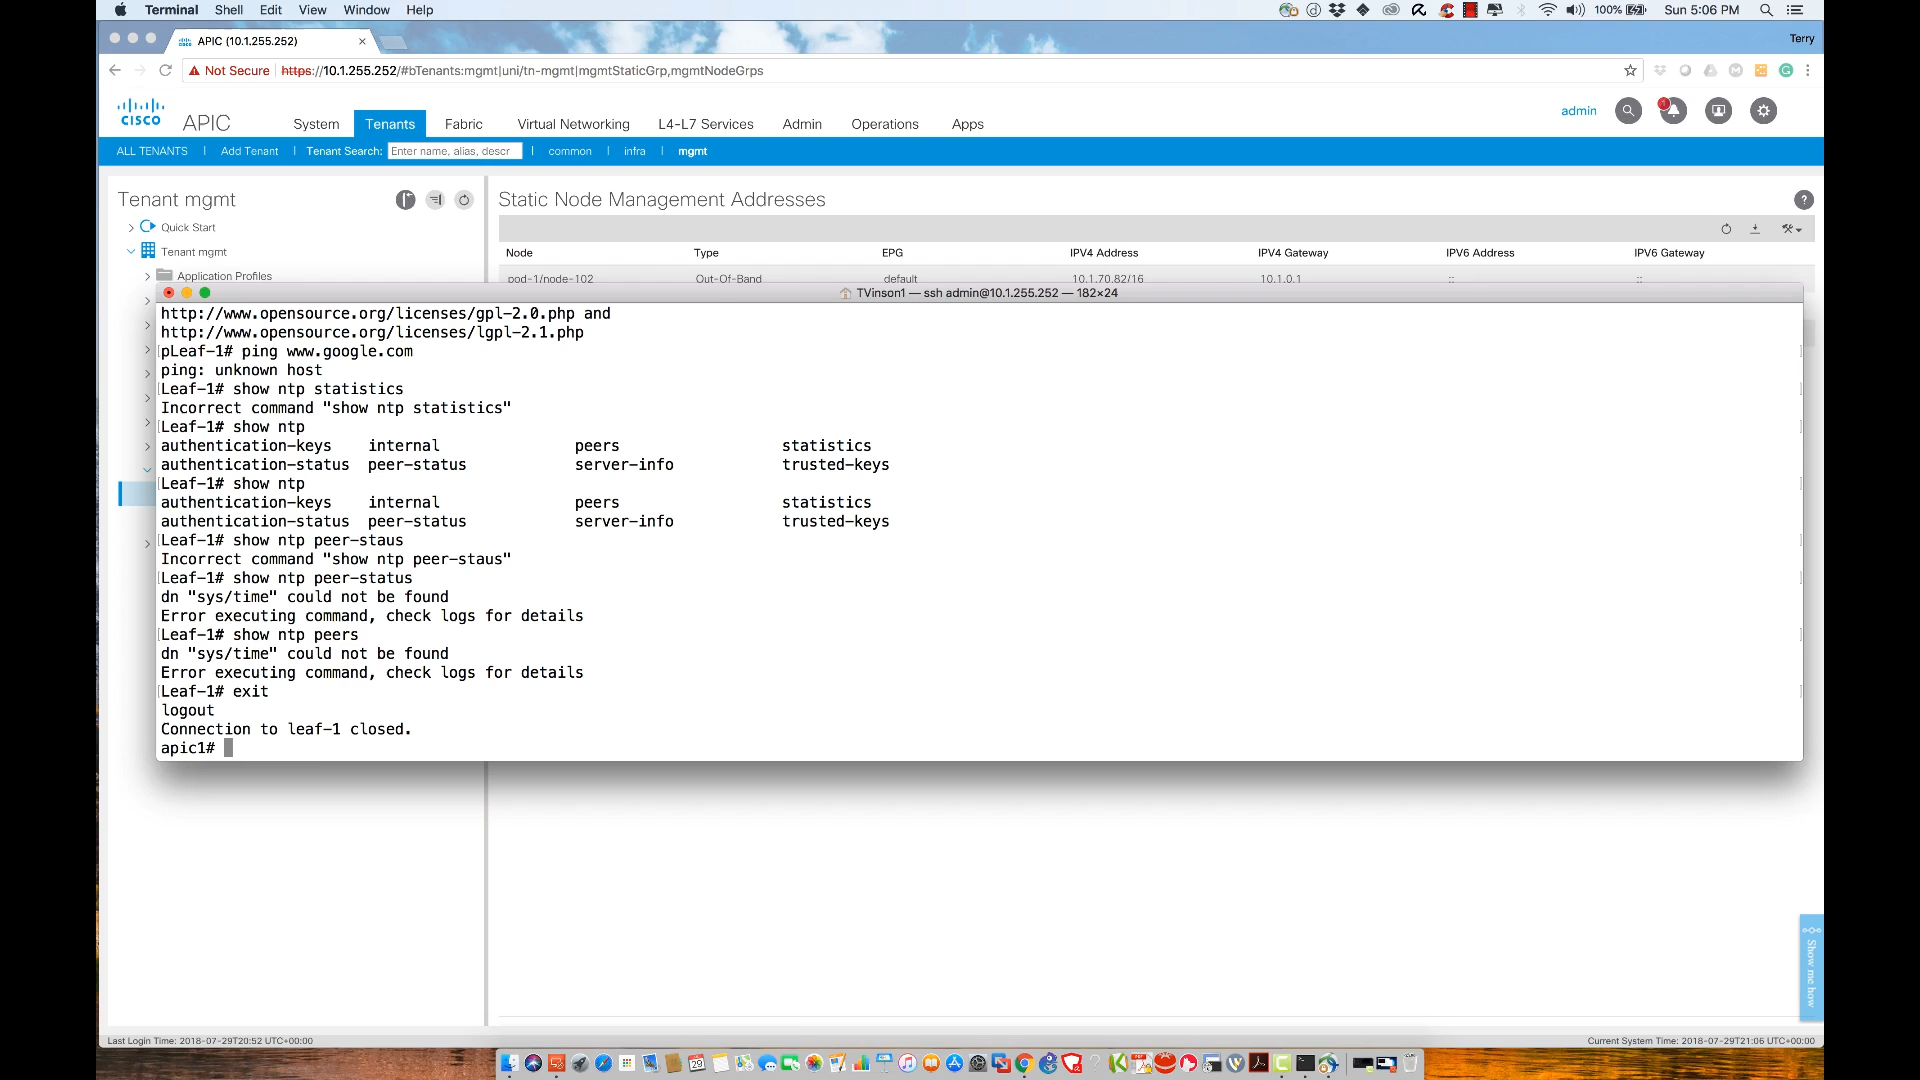 Terminal Shell Edit View Window Help 100% Sun 5:06 PM
APIC (10.1.255.252) Terry
Not Secure https://10.1.255.252/#bTenants:mgmt|uni/tn-mgmt|mgmtStaticGrp,mgmtNodeGrps
CISCO APIC System Tenants Fabric Virtual Networking L4-L7 Services Admin Operations Apps admin 1
ALL TENANTS | Add Tenant | Tenant Search: Enter name, alias, descr | common | infra | mgmt
Tenant mgmt
Quick Start
Tenant mgmt
Application Profiles
Static Node Management Addresses ?
Node Type EPG IPV4 Address IPV4 Gateway IPV6 Address IPV6 Gateway
pod-1/node-102 Out-Of-Band default 10.1.70.82/16 10.1.0.1 :: ::
TVinson1 — ssh admin@10.1.255.252 — 182×24
http://www.opensource.org/licenses/gpl-2.0.php and
http://www.opensource.org/licenses/lgpl-2.1.php
[pLeaf-1# ping www.google.com ]
ping: unknown host
[Leaf-1# show ntp statistics ]
Incorrect command "show ntp statistics"
[Leaf-1# show ntp ]
authentication-keys internal peers statistics
authentication-status peer-status server-info trusted-keys
[Leaf-1# show ntp ]
authentication-keys internal peers statistics
authentication-status peer-status server-info trusted-keys
[Leaf-1# show ntp peer-staus ]
Incorrect command "show ntp peer-staus"
[Leaf-1# show ntp peer-status ]
dn "sys/time" could not be found
Error executing command, check logs for details
[Leaf-1# show ntp peers ]
dn "sys/time" could not be found
Error executing command, check logs for details
[Leaf-1# exit ]
logout
Connection to leaf-1 closed.
apic1#
Show me how
Last Login Time: 2018-07-29T20:52 UTC+00:00 Current System Time: 2018-07-29T21:06 UTC+00:00
29